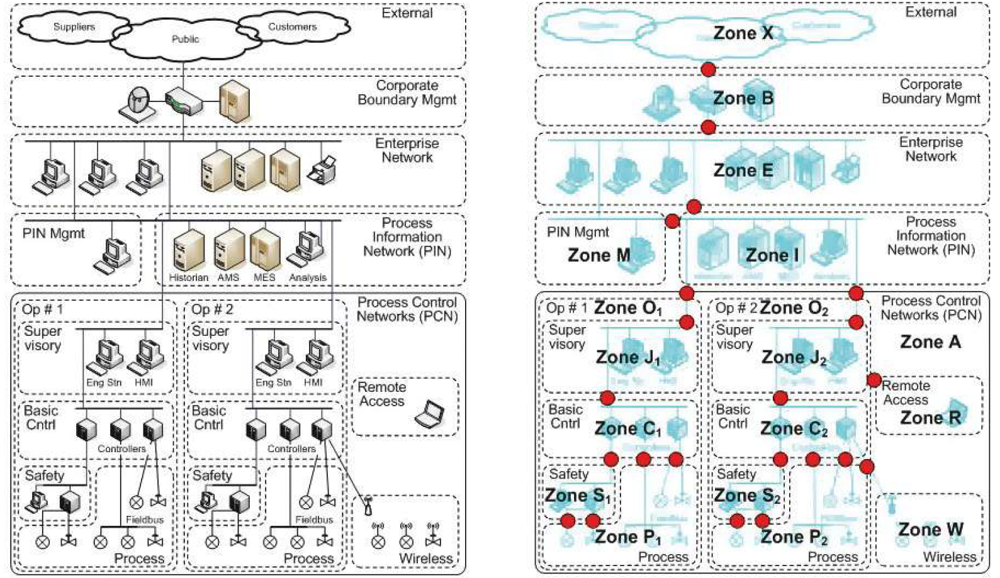 External
Suppliers
Customers
Public
Corporate
Boundary Mgmt
Enterprise
Network
PIN Mgmt
Process
Information
Network (PIN)
Historian
AMS
MES
Analysis
Process Control
Networks (PCN)
Op # 1
Op # 2
Super
visory
Super
visory
Eng Stn
HMI
Eng Stn
HMI
Remote
Access
Basic
Cntrl
Basic
Cntrl
Controllers
Controllers
Safety
Safety
Fieldbus
Fieldbus
Process
Process
Wireless
External
Zone X
Corporate
Boundary Mgmt
Zone B
Enterprise
Network
Zone E
PIN Mgmt
Zone M
Process
Information
Network (PIN)
Zone I
Process Control
Networks (PCN)
Op # 1 Zone O1
Op # 2 Zone O2
Zone A
Super
visory
Zone J1
Super
visory
Zone J2
Remote
Access
Zone R
Basic
Cntrl
Zone C1
Basic
Cntrl
Zone C2
Safety
Zone S1
Safety
Zone S2
Zone P1
Process
Zone P2
Process
Zone W
Wireless